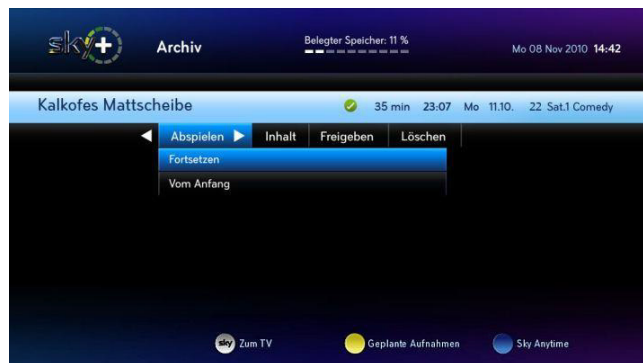 sky+ Archiv Belegter Speicher: 11 % Mo 08 Nov 2010 14:42
Kalkofes Mattscheibe 35 min 23:07 Mo 11.10. 22 Sat.1 Comedy
Abspielen Inhalt Freigeben Löschen
Fortsetzen
Vom Anfang
sky Zum TV Geplante Aufnahmen Sky Anytime